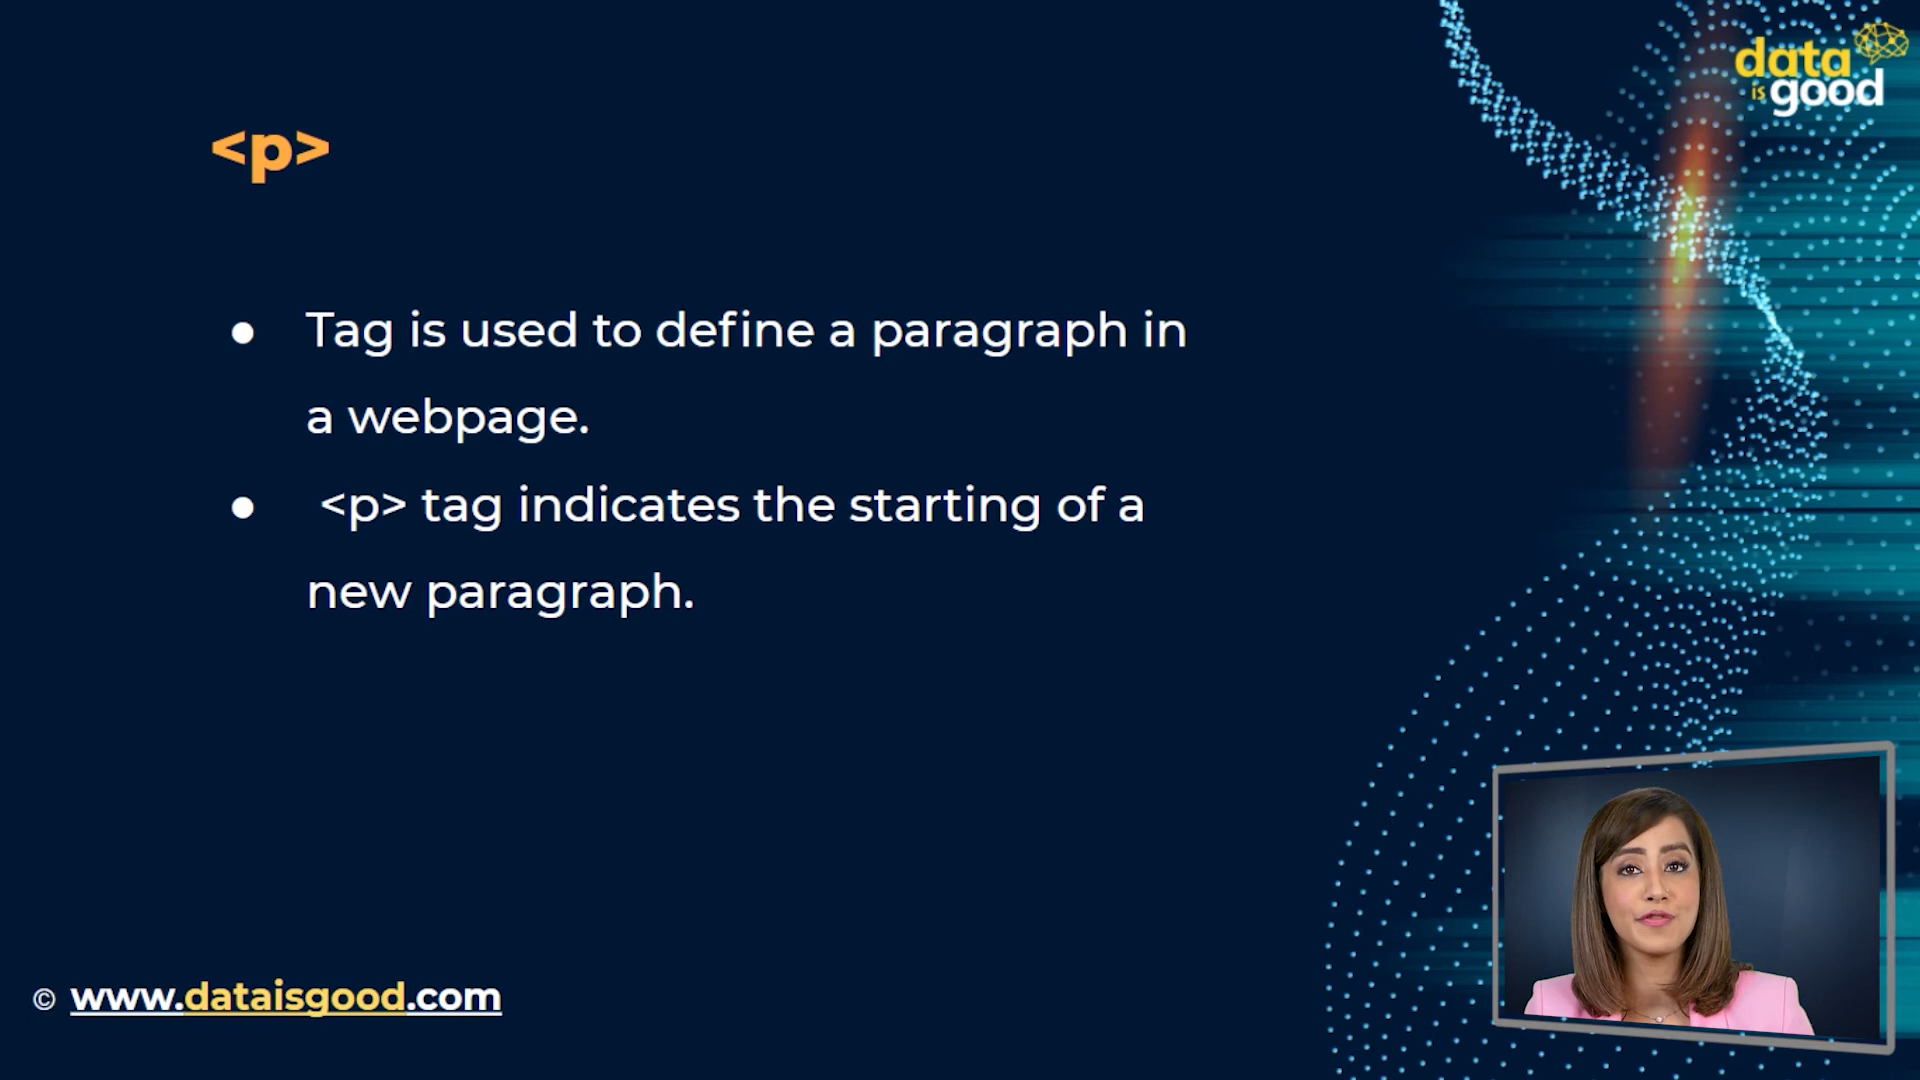 data
is good
<p>
● Tag is used to define a paragraph in
a webpage.
● <p> tag indicates the starting of a
new paragraph.
© www.dataisgood.com